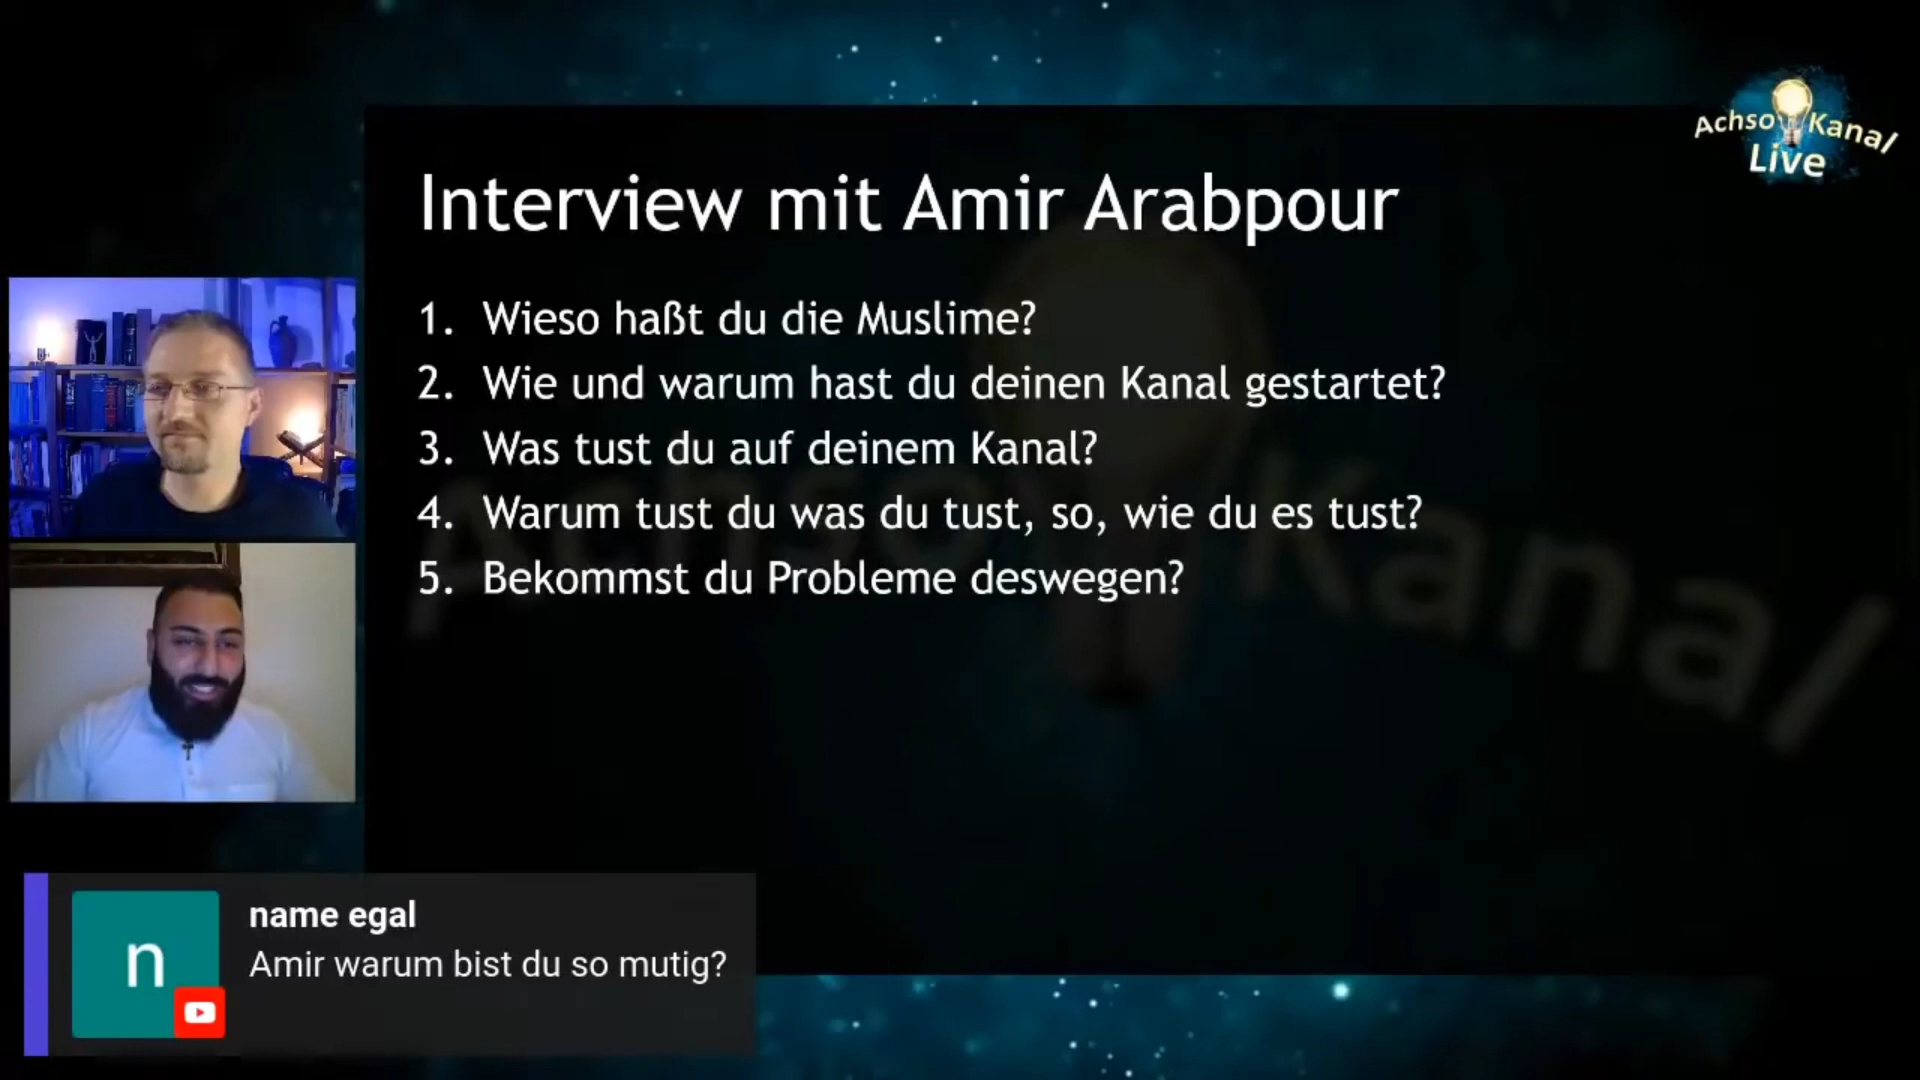 Achso Kanal
Live
Interview mit Amir Arabpour
1. Wieso haßt du die Muslime?
2. Wie und warum hast du deinen Kanal gestartet?
3. Was tust du auf deinem Kanal?
4. Warum tust du was du tust, so, wie du es tust?
5. Bekommst du Probleme deswegen?
Achso Kanal
n
name egal
Amir warum bist du so mutig?